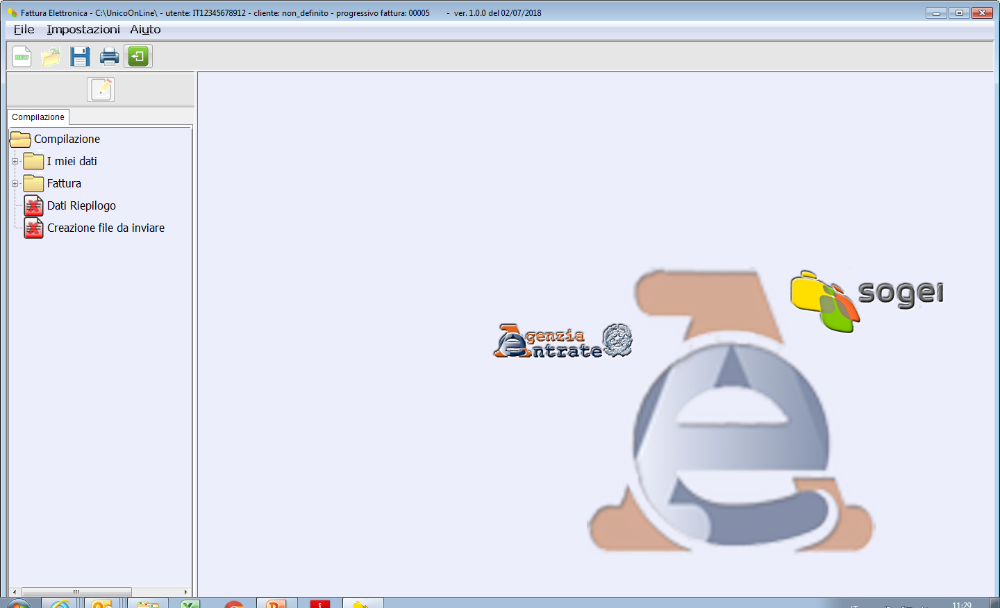 Fattura Elettronica - C:\UnicoOnLine\ - utente: IT12345678912 - cliente: non_definito - progressivo fattura: 00005 - ver. 1.0.0 del 02/07/2018
File Impostazioni Aiuto
NEW
Compilazione
Compilazione
I miei dati
Fattura
Dati Riepilogo
Creazione file da inviare
sogei
Agenzia
Entrate
11:29